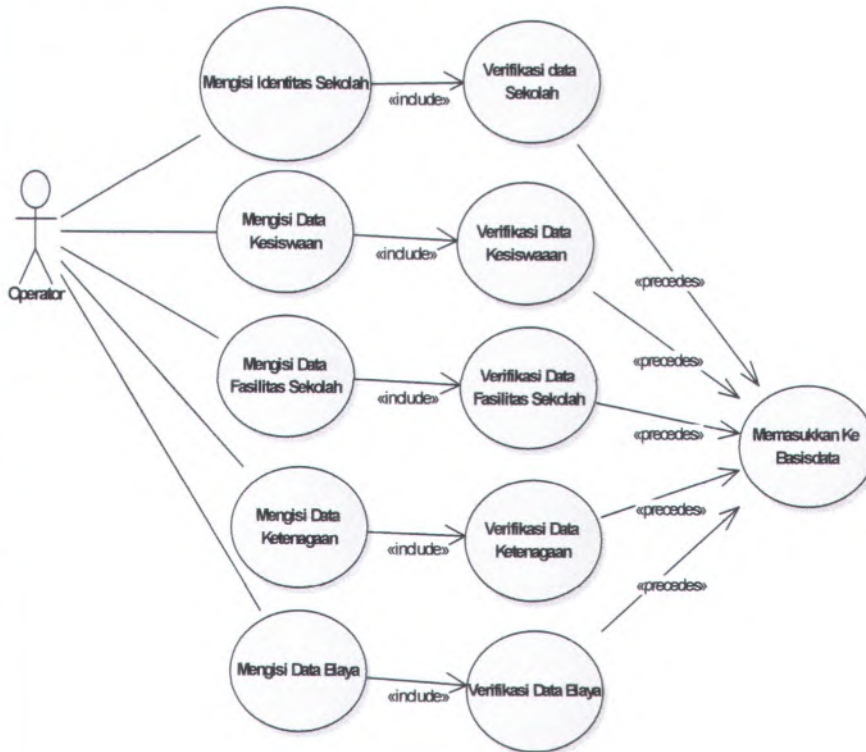 Mengisi Identitas Sekolah
«include»
Verifikasi data
Sekolah
Operator
Mengisi Data
Kesiswaan
«include»
Verifikasi Data
Kesiswaaan
«precedes»
«precedes»
Mengisi Data
Fasilitas Sekolah
«include»
Verifikasi Data
Fasilitas Sekolah
«precedes»
Memasukkan Ke
Basisdata
Mengisi Data
Ketenagaan
«include»
Verifikasi Data
Ketenagaan
«precedes»
«precedes»
Mengisi Data Biaya
«include»
Verifikasi Data Biaya